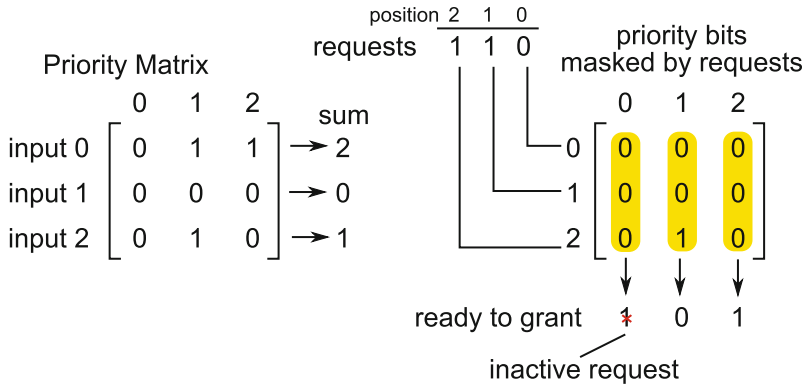 position 2 1 0
requests 1 1 0
priority bits
masked by requests
Priority Matrix
0 1 2
sum
input 0 0 1 1 2
input 1 0 0 0 0
input 2 0 1 0 1
0 1 2
0 0 0 0
1 0 0 0
2 0 1 0
ready to grant 1 0 1
inactive request